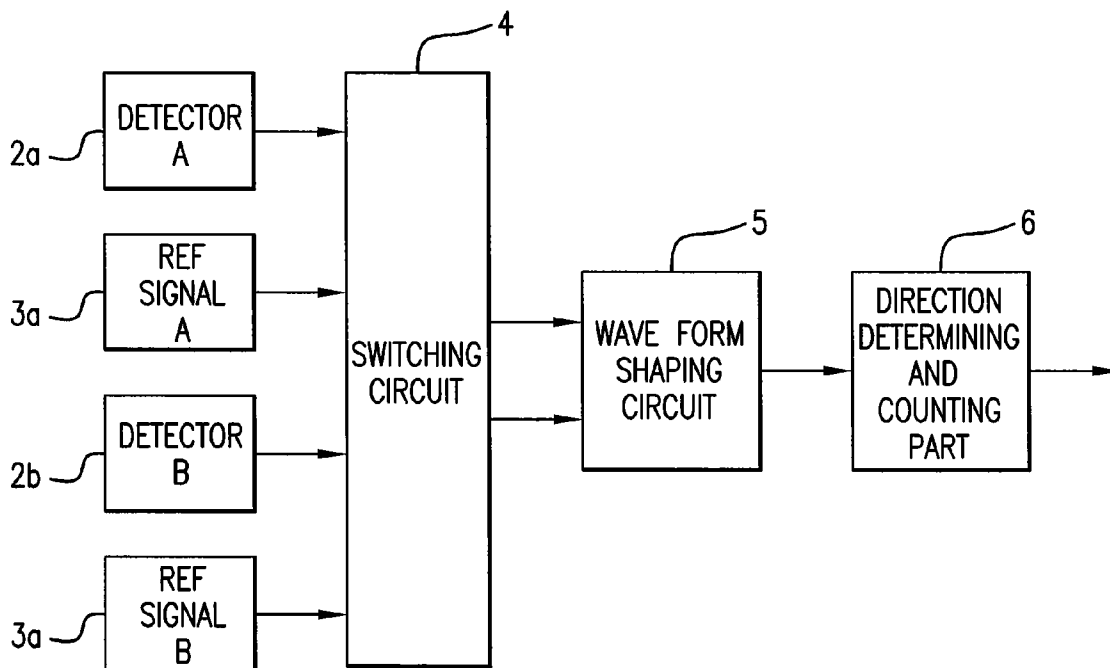 4
DETECTOR
A
2a
REF
SIGNAL
A
3a
DETECTOR
B
2b
REF
SIGNAL
B
3a
SWITCHING
CIRCUIT
5
WAVE FORM
SHAPING
CIRCUIT
6
DIRECTION
DETERMINING
AND
COUNTING
PART